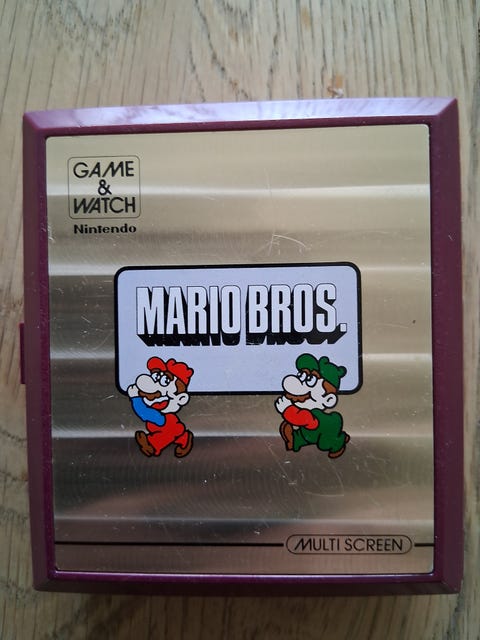 GAME
&
WATCH
Nintendo
MARIO BROS.
MULTI SCREEN